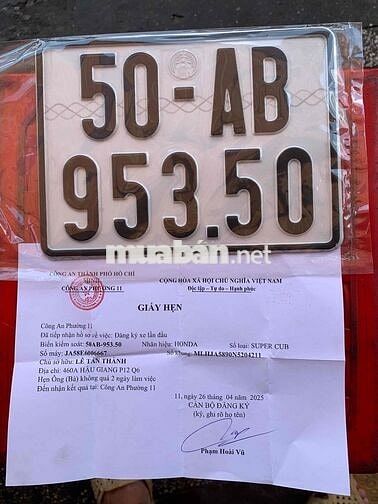 50-AB
953.50
muaban.net
CÔNG AN THÀNH PHỐ HỒ CHÍ MINH
CÔNG AN PHƯỜNG 11
CỘNG HÒA XÃ HỘI CHỦ NGHĨA VIỆT NAM
Độc lập - Tự do - Hạnh phúc
GIẤY HẸN
Công An Phường 11
Đã tiếp nhận hồ sơ về việc: Đăng ký xe lần đầu
Biển kiểm soát: 50AB-953.50 Nhãn hiệu: HONDA Số loại: SUPER CUB
Số máy: JA58E6006667 Số khung: MLHJA5890N5204211
Chủ sở hữu: LÊ TẤN THÀNH
Địa chỉ: 460A HẬU GIANG P12 Q6
Hẹn Ông (Bà) không quá 2 ngày làm việc
Đến nhận kết quả tại: Công An Phường 11
11, ngày 26 tháng 04 năm 2025
CÁN BỘ ĐĂNG KÝ
(ký, ghi rõ họ tên)
Phạm Hoài Vũ